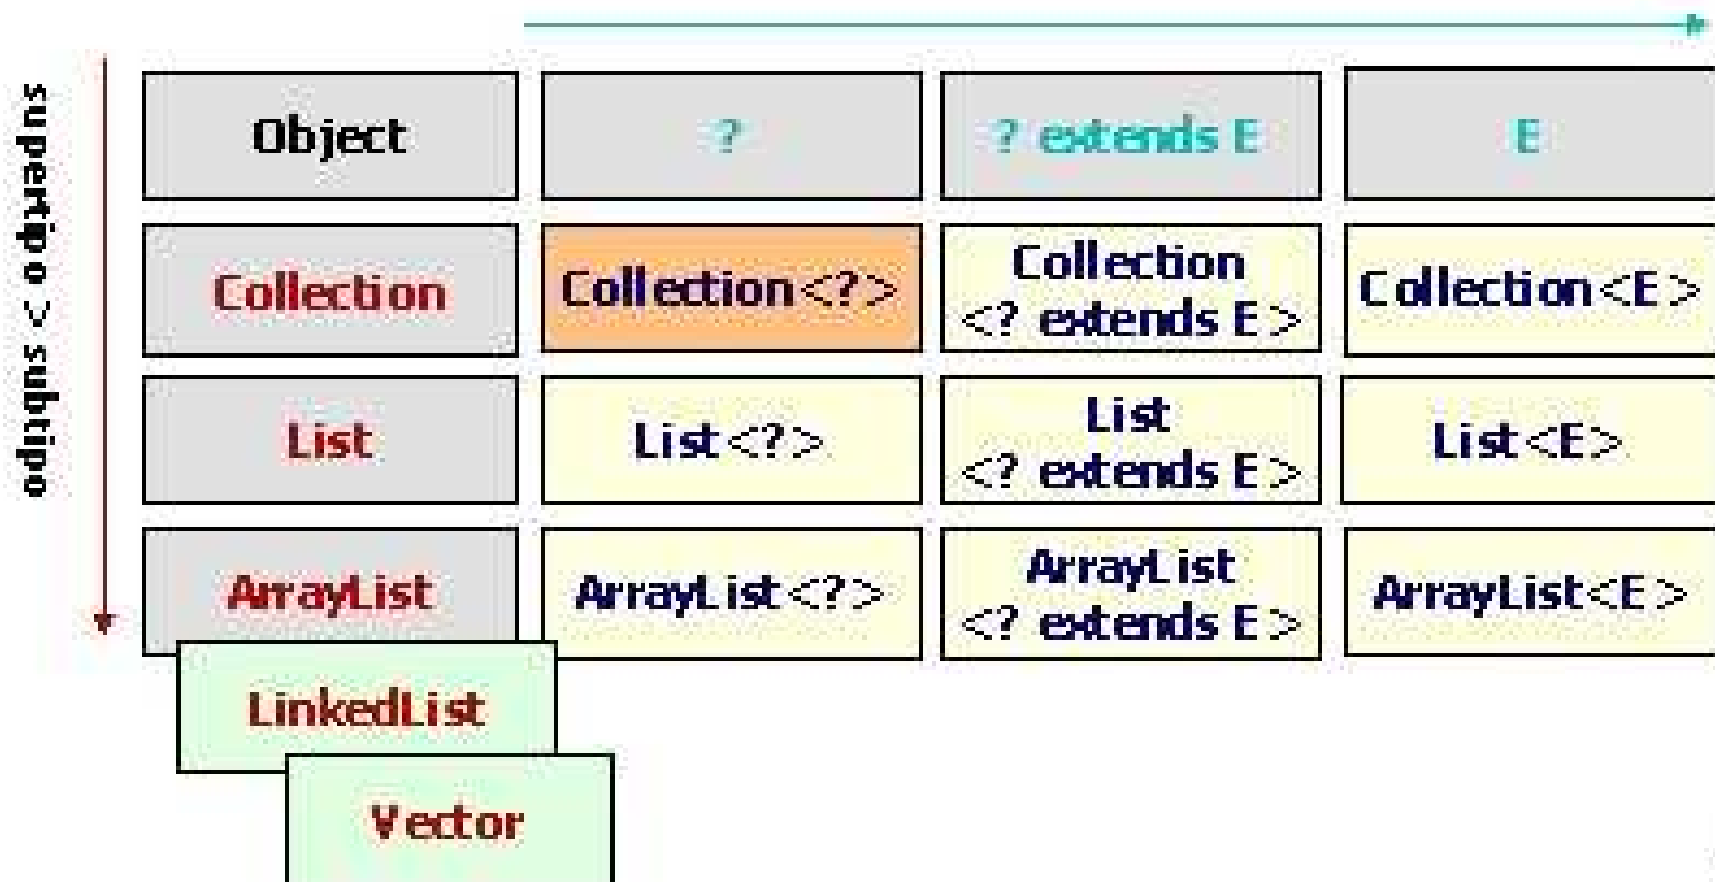 supertipo > subtipo
Object
?
? extends E
E
Collection
Collection<?>
Collection
<? extends E>
Collection<E>
List
List<?>
List
<? extends E>
List<E>
ArrayList
ArrayList<?>
ArrayList
<? extends E>
ArrayList<E>
LinkedList
Vector